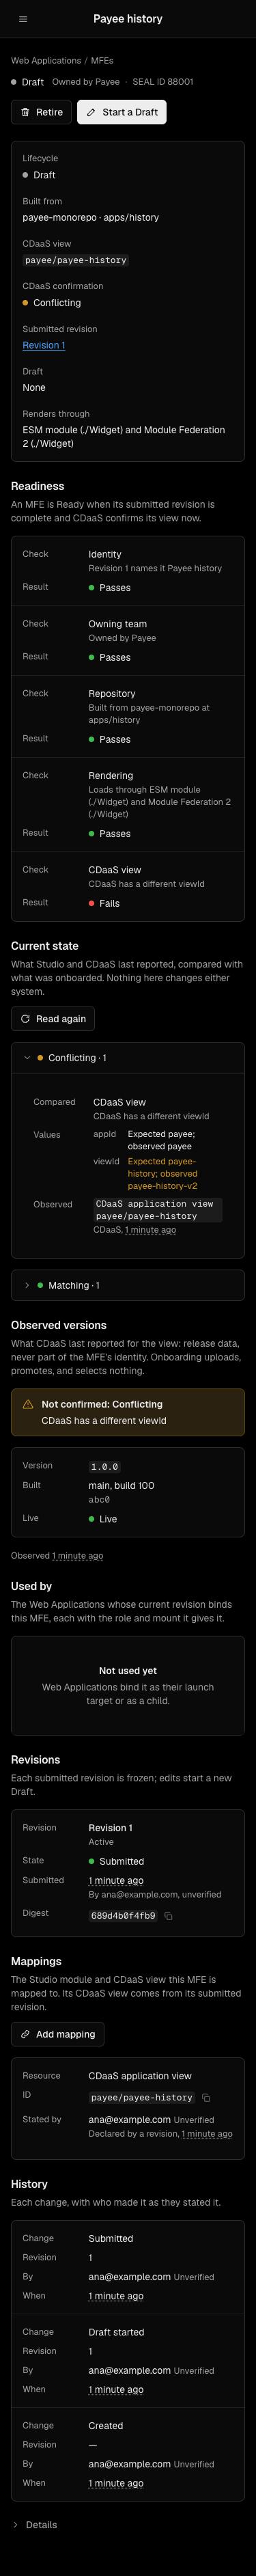 Payee history
Web Applications / MFEs
Draft Owned by Payee · SEAL ID 88001
Retire
Start a Draft
Lifecycle
Draft
Built from
payee-monorepo · apps/history
CDaaS view
payee/payee-history
CDaaS confirmation
Conflicting
Submitted revision
Revision 1
Draft
None
Renders through
ESM module (./Widget) and Module Federation
2 (./Widget)
Readiness
An MFE is Ready when its submitted revision is
complete and CDaaS confirms its view now.
Check Identity
Revision 1 names it Payee history
Result Passes
Check Owning team
Owned by Payee
Result Passes
Check Repository
Built from payee-monorepo at
apps/history
Result Passes
Check Rendering
Loads through ESM module
(./Widget) and Module Federation 2
(./Widget)
Result Passes
Check CDaaS view
CDaaS has a different viewId
Result Fails
Current state
What Studio and CDaaS last reported, compared with
what was onboarded. Nothing here changes either
system.
Read again
Conflicting · 1
Compared CDaaS view
CDaaS has a different viewId
Values appId Expected payee;
observed payee
viewId Expected payee-
history; observed
payee-history-v2
Observed CDaaS application view
payee/payee-history
CDaaS, 1 minute ago
Matching · 1
Observed versions
What CDaaS last reported for the view: release data,
never part of the MFE's identity. Onboarding uploads,
promotes, and selects nothing.
Not confirmed: Conflicting
CDaaS has a different viewId
Version 1.0.0
Built main, build 100
abc0
Live Live
Observed 1 minute ago
Used by
The Web Applications whose current revision binds
this MFE, each with the role and mount it gives it.
Not used yet
Web Applications bind it as their launch
target or as a child.
Revisions
Each submitted revision is frozen; edits start a new
Draft.
Revision Revision 1
Active
State Submitted
Submitted 1 minute ago
By ana@example.com, unverified
Digest 689d4b0f4fb9
Mappings
The Studio module and CDaaS view this MFE is
mapped to. Its CDaaS view comes from its submitted
revision.
Add mapping
Resource CDaaS application view
ID payee/payee-history
Stated by ana@example.com Unverified
Declared by a revision, 1 minute ago
History
Each change, with who made it as they stated it.
Change Submitted
Revision 1
By ana@example.com Unverified
When 1 minute ago
Change Draft started
Revision 1
By ana@example.com Unverified
When 1 minute ago
Change Created
Revision —
By ana@example.com Unverified
When 1 minute ago
Details